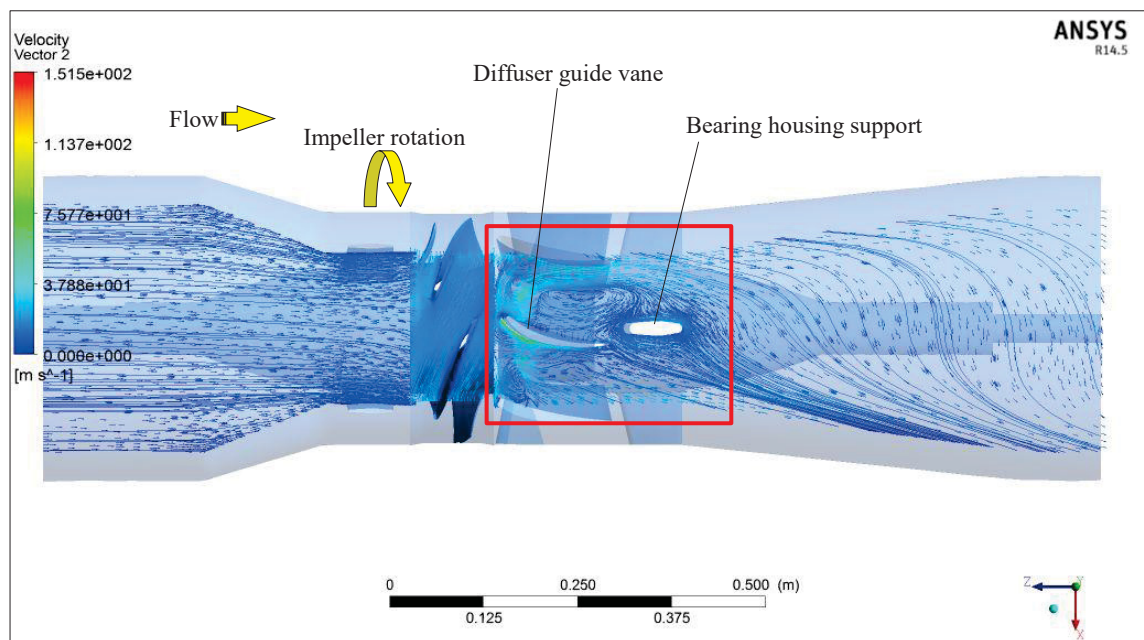 ANSYS
R14.5
Velocity
Vector 2
1.515e+002
1.137e+002
7.577e+001
3.788e+001
0.006e+000
[m s^-1]
Flow
Impeller rotation
Diffuser guide vane
Bearing housing support
0
0.250
0.500
(m)
0.125
0.375
Z
Y
X